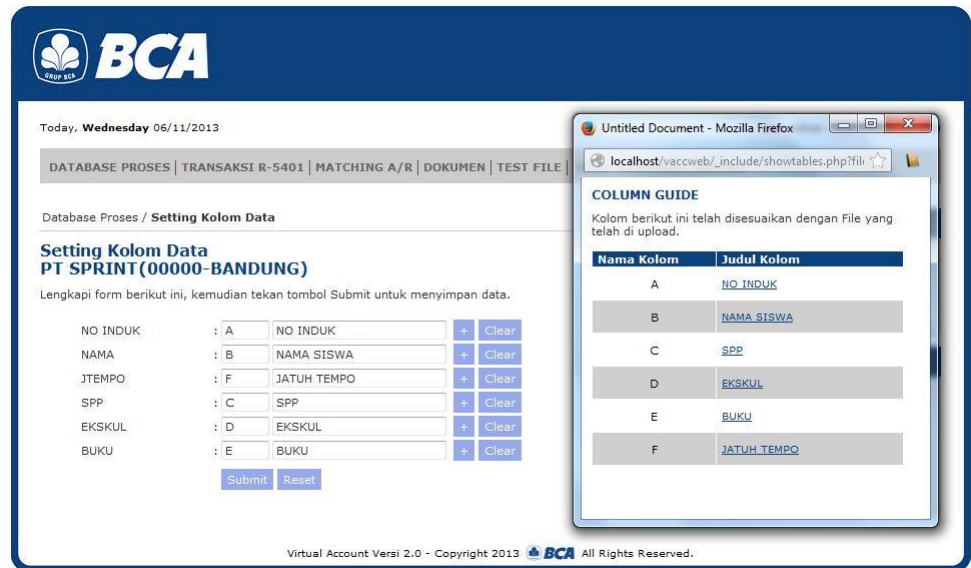 GRUP BCA
BCA
Today, Wednesday 06/11/2013
DATABASE PROSES | TRANSAKSI R-5401 | MATCHING A/R | DOKUMEN | TEST FILE |
Database Proses / Setting Kolom Data
Setting Kolom Data
PT SPRINT(00000-BANDUNG)
Lengkapi form berikut ini, kemudian tekan tombol Submit untuk menyimpan data.
NO INDUK : A NO INDUK + Clear
NAMA : B NAMA SISWA + Clear
JTEMPO : F JATUH TEMPO + Clear
SPP : C SPP + Clear
EKSKUL : D EKSKUL + Clear
BUKU : E BUKU + Clear
Submit Reset
Untitled Document - Mozilla Firefox
localhost/vaccweb/_include/showtables.php?fil
COLUMN GUIDE
Kolom berikut ini telah disesuaikan dengan File yang
telah di upload.
Nama Kolom Judul Kolom
A NO INDUK
B NAMA SISWA
C SPP
D EKSKUL
E BUKU
F JATUH TEMPO
Virtual Account Versi 2.0 - Copyright 2013 BCA All Rights Reserved.